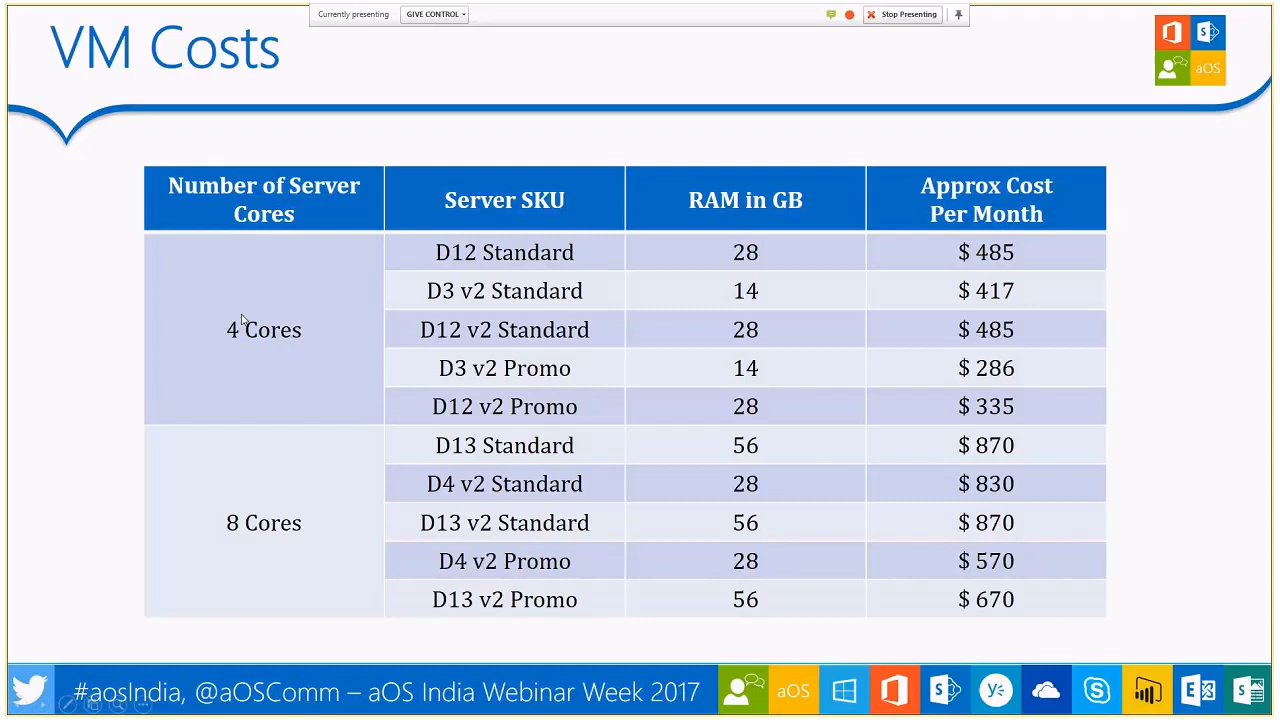 Currently presenting GIVE CONTROL Stop Presenting
VM Costs
aOS
Number of Server Cores Server SKU RAM in GB Approx Cost Per Month
4 Cores
D12 Standard 28 $ 485
D3 v2 Standard 14 $ 417
D12 v2 Standard 28 $ 485
D3 v2 Promo 14 $ 286
D12 v2 Promo 28 $ 335
8 Cores
D13 Standard 56 $ 870
D4 v2 Standard 28 $ 830
D13 v2 Standard 56 $ 870
D4 v2 Promo 28 $ 570
D13 v2 Promo 56 $ 670
#aosIndia, @aOSComm – aOS India Webinar Week 2017 aOS